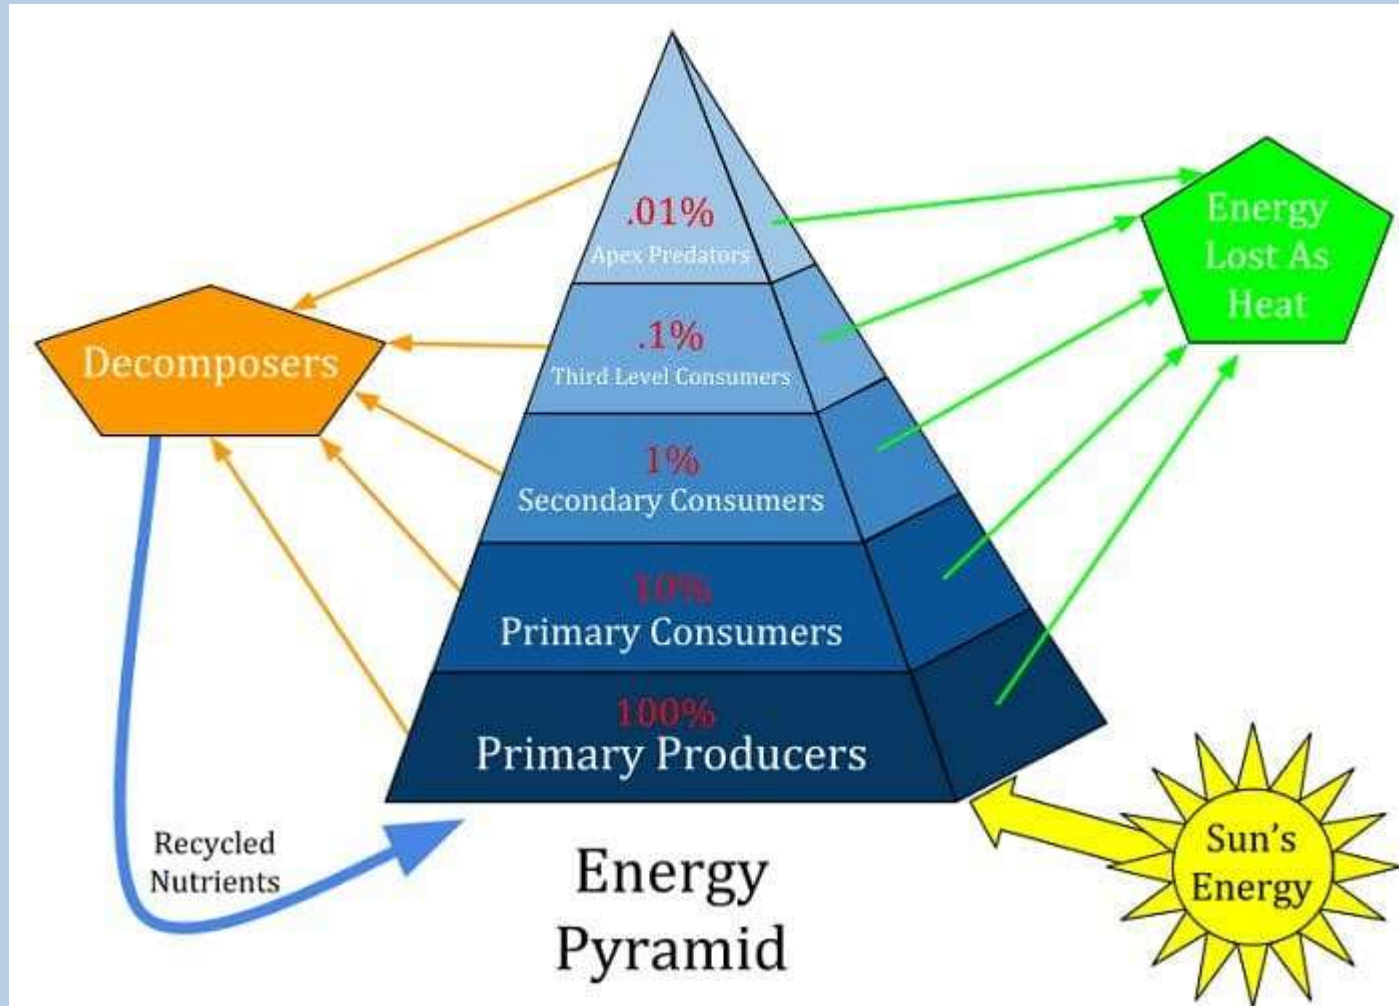 .01%
Apex Predators
.1%
Third Level Consumers
1%
Secondary Consumers
10%
Primary Consumers
100%
Primary Producers
Decomposers
Energy
Lost As
Heat
Recycled
Nutrients
Energy
Pyramid
Sun's
Energy